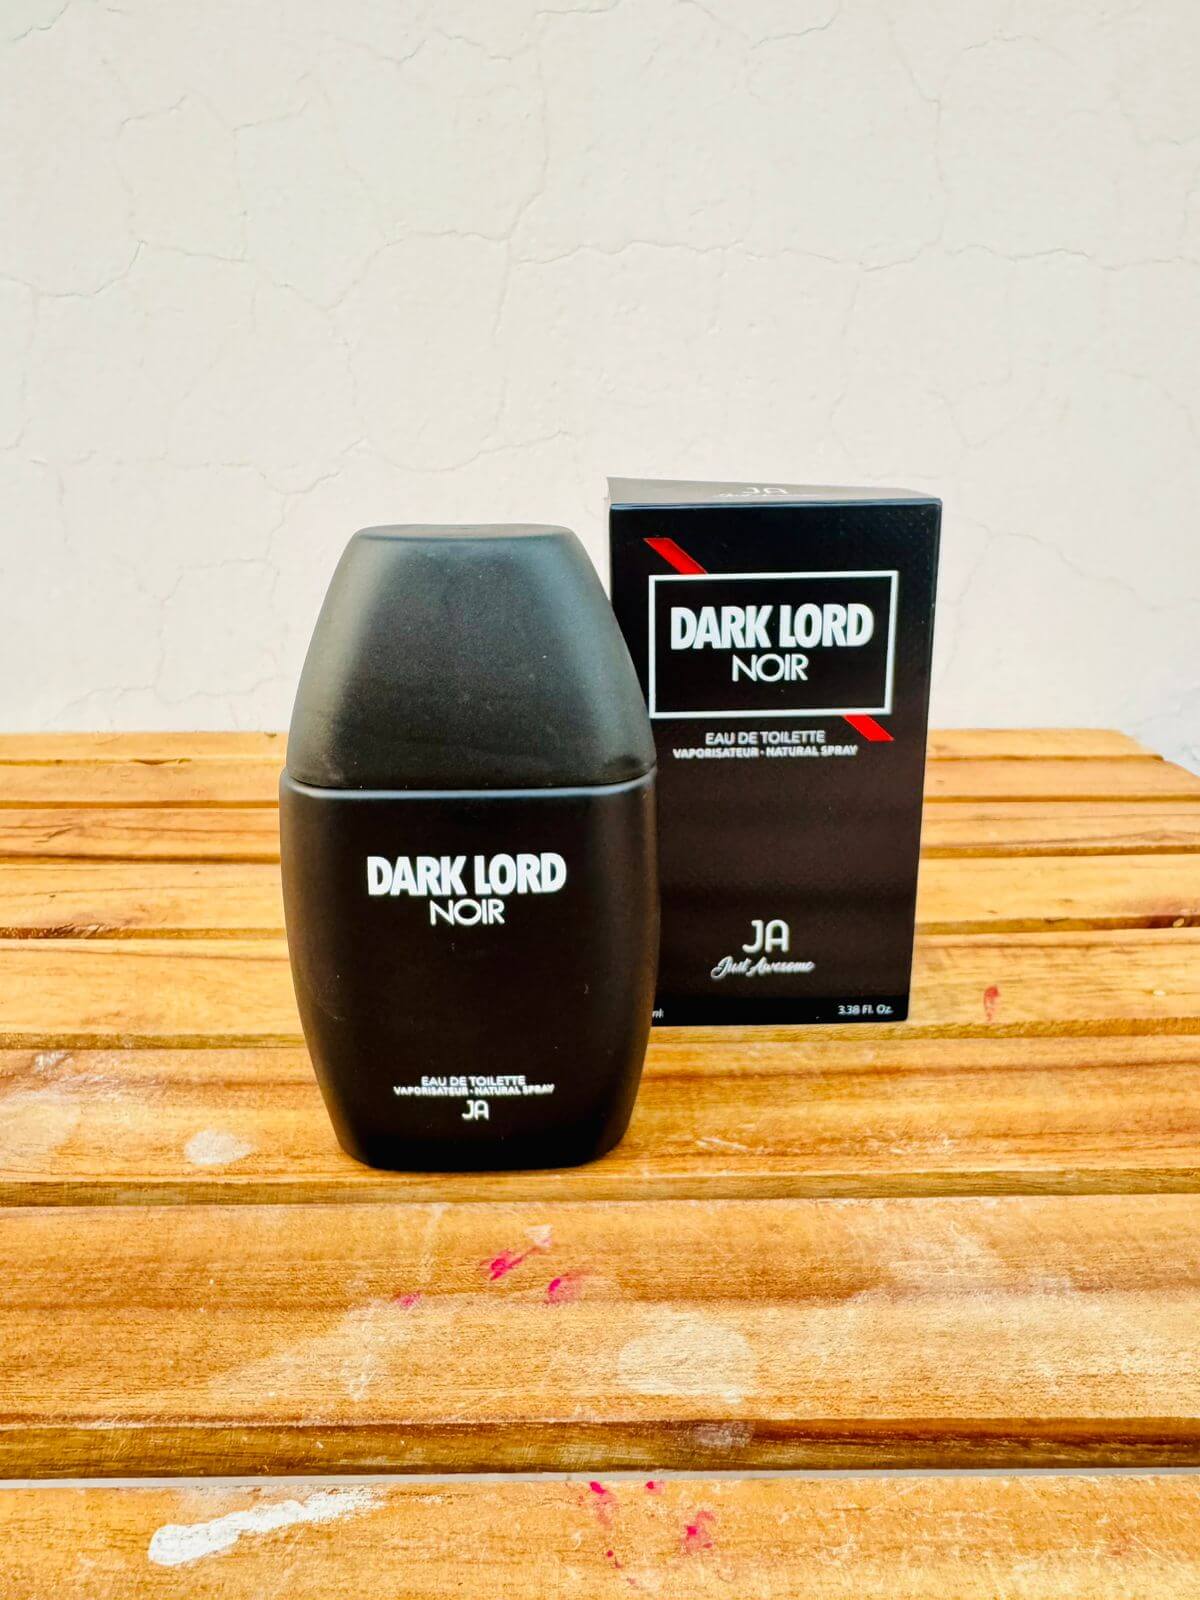 JA
DARK LORD
NOIR
EAU DE TOILETTE
VAPORISATEUR · NATURAL SPRAY
JA
Just Awesome
3.38 Fl. Oz.
DARK LORD
NOIR
EAU DE TOILETTE
VAPORISATEUR · NATURAL SPRAY
JA